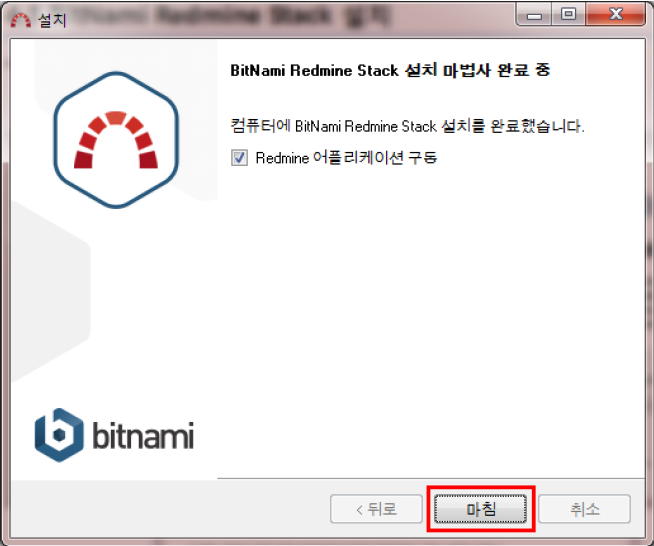 설치
BitNami Redmine Stack 설치 마법사 완료 중
컴퓨터에 BitNami Redmine Stack 설치를 완료했습니다.
Redmine 어플리케이션 구동
bitnami
< 뒤로
마침
취소